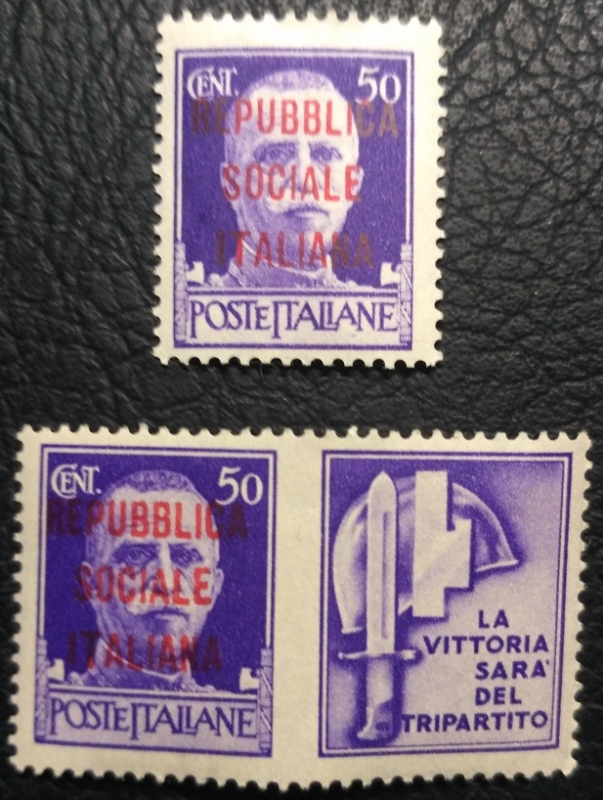 CENT. 50
REPUBBLICA
SOCIALE
ITALIANA
POSTE ITALIANE
CENT. 50
REPUBBLICA
SOCIALE
ITALIANA
POSTE ITALIANE
LA
VITTORIA
SARA'
DEL
TRIPARTITO